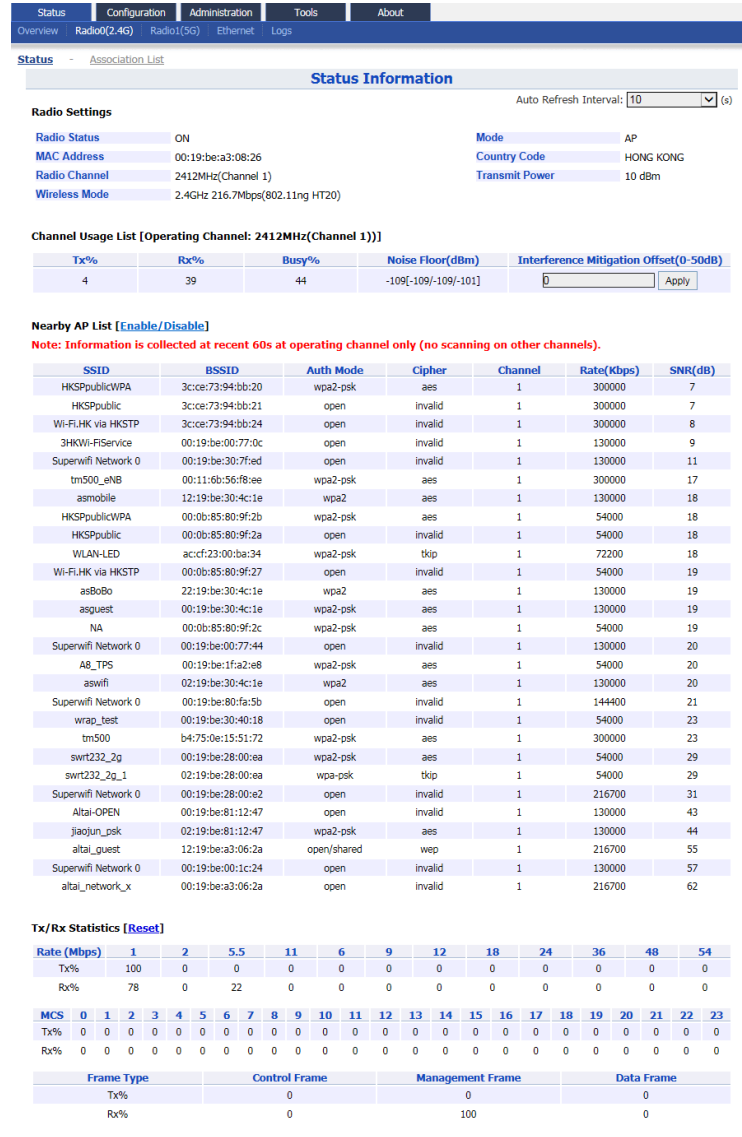 Status Configuration Administration Tools About
Overview Radio0(2.4G) Radio1(5G) Ethernet Logs
Status - Association List
Status Information
Auto Refresh Interval: 10 (s)
Radio Settings
Radio Status ON Mode AP
MAC Address 00:19:be:a3:08:26 Country Code HONG KONG
Radio Channel 2412MHz(Channel 1) Transmit Power 10 dBm
Wireless Mode 2.4GHz 216.7Mbps(802.11ng HT20)
Channel Usage List [Operating Channel: 2412MHz(Channel 1))]
Tx% Rx% Busy% Noise Floor(dBm) Interference Mitigation Offset(0-50dB)
4 39 44 -109[-109/-109/-101] 0 Apply
Nearby AP List [Enable/Disable]
Note: Information is collected at recent 60s at operating channel only (no scanning on other channels).
SSID BSSID Auth Mode Cipher Channel Rate(Kbps) SNR(dB)
HKSPpublicWPA 3c:ce:73:94:bb:20 wpa2-psk aes 1 300000 7
HKSPpublic 3c:ce:73:94:bb:21 open invalid 1 300000 7
Wi-Fi.HK via HKSTP 3c:ce:73:94:bb:24 open invalid 1 300000 8
3HKWi-FiService 00:19:be:00:77:0c open invalid 1 130000 9
Superwifi Network 0 00:19:be:30:7f:ed open invalid 1 130000 11
tm500_eNB 00:11:6b:56:f8:ee wpa2-psk aes 1 300000 17
asmobile 12:19:be:30:4c:1e wpa2 aes 1 130000 18
HKSPpublicWPA 00:0b:85:80:9f:2b wpa2-psk aes 1 54000 18
HKSPpublic 00:0b:85:80:9f:2a open invalid 1 54000 18
WLAN-LED ac:cf:23:00:ba:34 wpa2-psk tkip 1 72200 18
Wi-Fi.HK via HKSTP 00:0b:85:80:9f:27 open invalid 1 54000 19
asBoBo 22:19:be:30:4c:1e wpa2 aes 1 130000 19
asguest 00:19:be:30:4c:1e wpa2-psk aes 1 130000 19
NA 00:0b:85:80:9f:2c wpa2-psk aes 1 54000 19
Superwifi Network 0 00:19:be:00:77:44 open invalid 1 130000 20
A8_TPS 00:19:be:1f:a2:e8 wpa2-psk aes 1 54000 20
aswifi 02:19:be:30:4c:1e wpa2 aes 1 130000 20
Superwifi Network 0 00:19:be:80:fa:5b open invalid 1 144400 21
wrap_test 00:19:be:30:40:18 open invalid 1 54000 23
tm500 b4:75:0e:15:51:72 wpa2-psk aes 1 300000 23
swrt232_2g 00:19:be:28:00:ea wpa2-psk aes 1 54000 29
swrt232_2g_1 02:19:be:28:00:ea wpa-psk tkip 1 54000 29
Superwifi Network 0 00:19:be:28:00:e2 open invalid 1 216700 31
Altai-OPEN 00:19:be:81:12:47 open invalid 1 130000 43
jiaojun_psk 02:19:be:81:12:47 wpa2-psk aes 1 130000 44
altai_guest 12:19:be:a3:06:2a open/shared wep 1 216700 55
Superwifi Network 0 00:19:be:00:1c:24 open invalid 1 130000 57
altai_network_x 00:19:be:a3:06:2a open invalid 1 216700 62
Tx/Rx Statistics [Reset]
Rate (Mbps) 1 2 5.5 11 6 9 12 18 24 36 48 54
Tx% 100 0 0 0 0 0 0 0 0 0 0 0
Rx% 78 0 22 0 0 0 0 0 0 0 0 0
MCS 0 1 2 3 4 5 6 7 8 9 10 11 12 13 14 15 16 17 18 19 20 21 22 23
Tx% 0 0 0 0 0 0 0 0 0 0 0 0 0 0 0 0 0 0 0 0 0 0 0 0
Rx% 0 0 0 0 0 0 0 0 0 0 0 0 0 0 0 0 0 0 0 0 0 0 0 0
Frame Type Control Frame Management Frame Data Frame
Tx% 0 0 0
Rx% 0 100 0